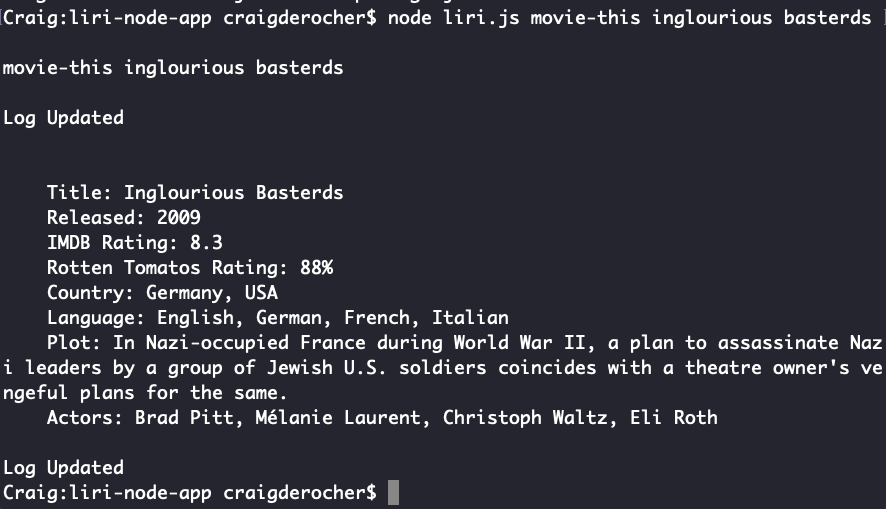 [Craig:liri-node-app craigderocher$ node liri.js movie-this inglourious basterds ]
movie-this inglourious basterds
Log Updated
Title: Inglourious Basterds
Released: 2009
IMDB Rating: 8.3
Rotten Tomatos Rating: 88%
Country: Germany, USA
Language: English, German, French, Italian
Plot: In Nazi-occupied France during World War II, a plan to assassinate Naz
i leaders by a group of Jewish U.S. soldiers coincides with a theatre owner's ve
ngeful plans for the same.
Actors: Brad Pitt, Mélanie Laurent, Christoph Waltz, Eli Roth
Log Updated
Craig:liri-node-app craigderocher$